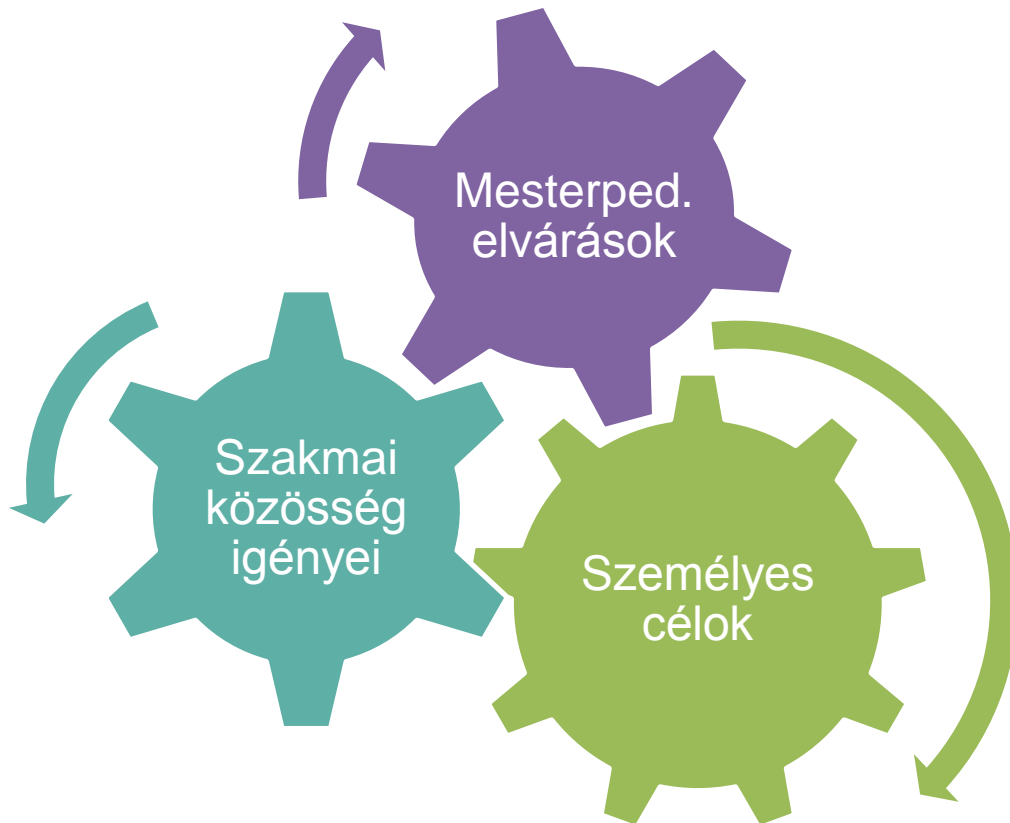 Mesterped.
elvárások
Szakmai
közösség
igényei
Személyes
célok